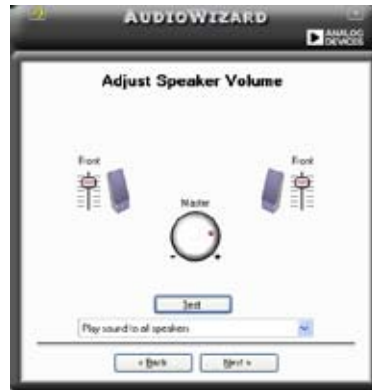 AUDIOWIZARD
ANALOG
DEVICES
Adjust Speaker Volume
Front
Front
Master
- +
Test
Play sound to all speakers
< Back
Next >